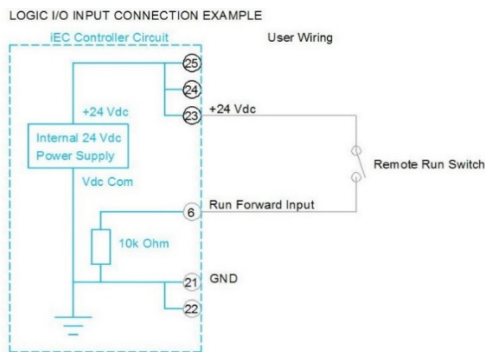 LOGIC I/O INPUT CONNECTION EXAMPLE
iEC Controller Circuit
User Wiring
25
24
+24 Vdc
23
+24 Vdc
Internal 24 Vdc
Power Supply
Remote Run Switch
Vdc Com
6
Run Forward Input
10k Ohm
21
GND
22